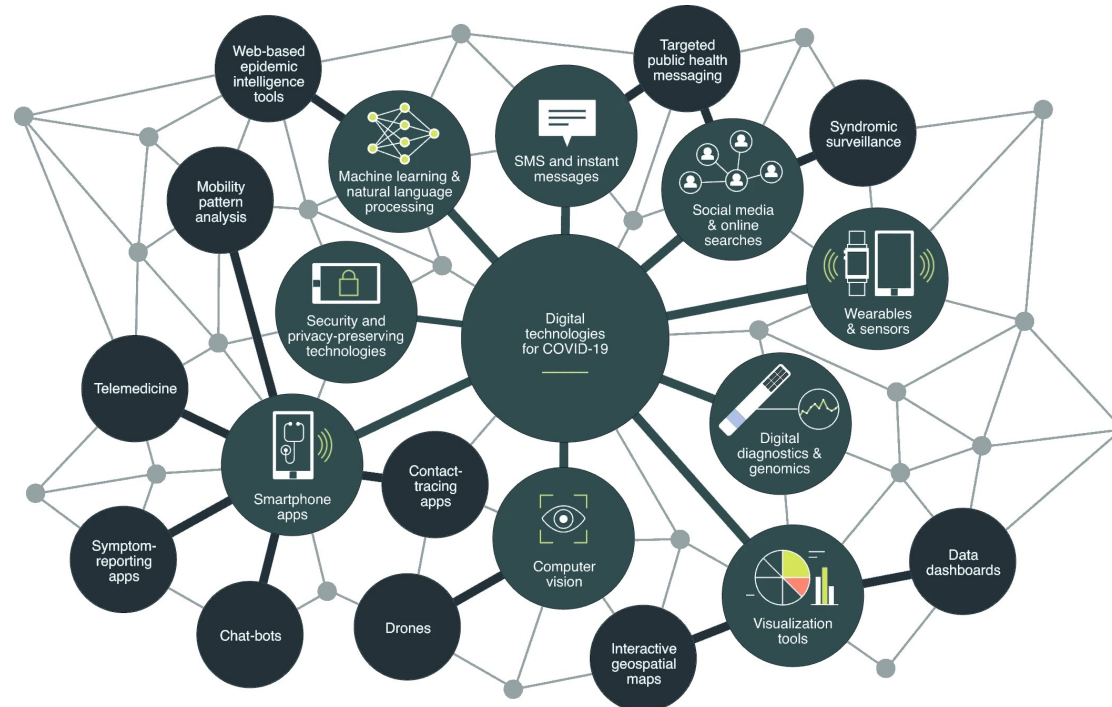 Web-based
epidemic
intelligence
tools
Targeted
public health
messaging
Syndromic
surveillance
SMS and instant
messages
Machine learning &
natural language
processing
Mobility
pattern
analysis
Social media
& online
searches
Security and
privacy-preserving
technologies
Digital
technologies
for COVID-19
Wearables
& sensors
Telemedicine
Smartphone
apps
Contact-
tracing
apps
Digital
diagnostics &
genomics
Symptom-
reporting
apps
Computer
vision
Data
dashboards
Chat-bots
Drones
Interactive
geospatial
maps
Visualization
tools